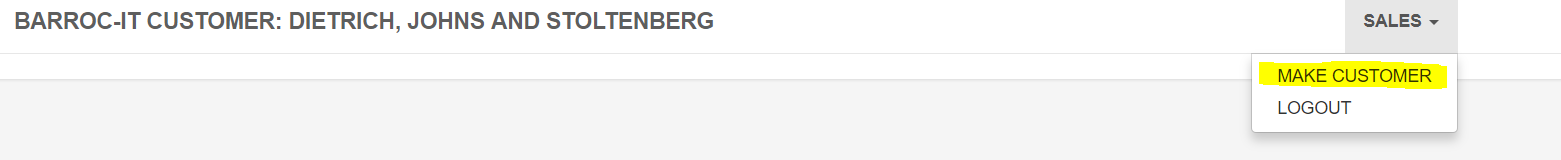 BARROC-IT CUSTOMER: DIETRICH, JOHNS AND STOLTENBERG
SALES
MAKE CUSTOMER
LOGOUT